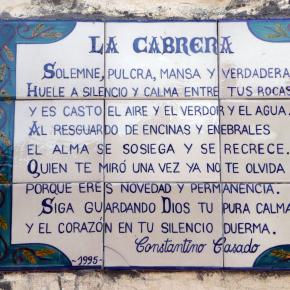 LA CABRERA
SOLEMNE, PULCRA, MANSA Y VERDADERA
HUELE A SILENCIO Y CALMA ENTRE TUS ROCAS
Y ES CASTO EL AIRE Y EL VERDOR Y EL AGUA.
AL RESGUARDO DE ENCINAS Y ENEBRALES
EL ALMA SE SOSIEGA Y SE RECREE.
QUIEN TE MIRÓ UNA VEZ YA NO TE OLVIDA
PORQUE ERES NOVEDAD Y PERMANENCIA.
SIGA GUARDANDO DIOS TU PURA CALMA
Y EL CORAZÓN EN TU SILENCIO DUERMA.
Constantino Casado
-1995-